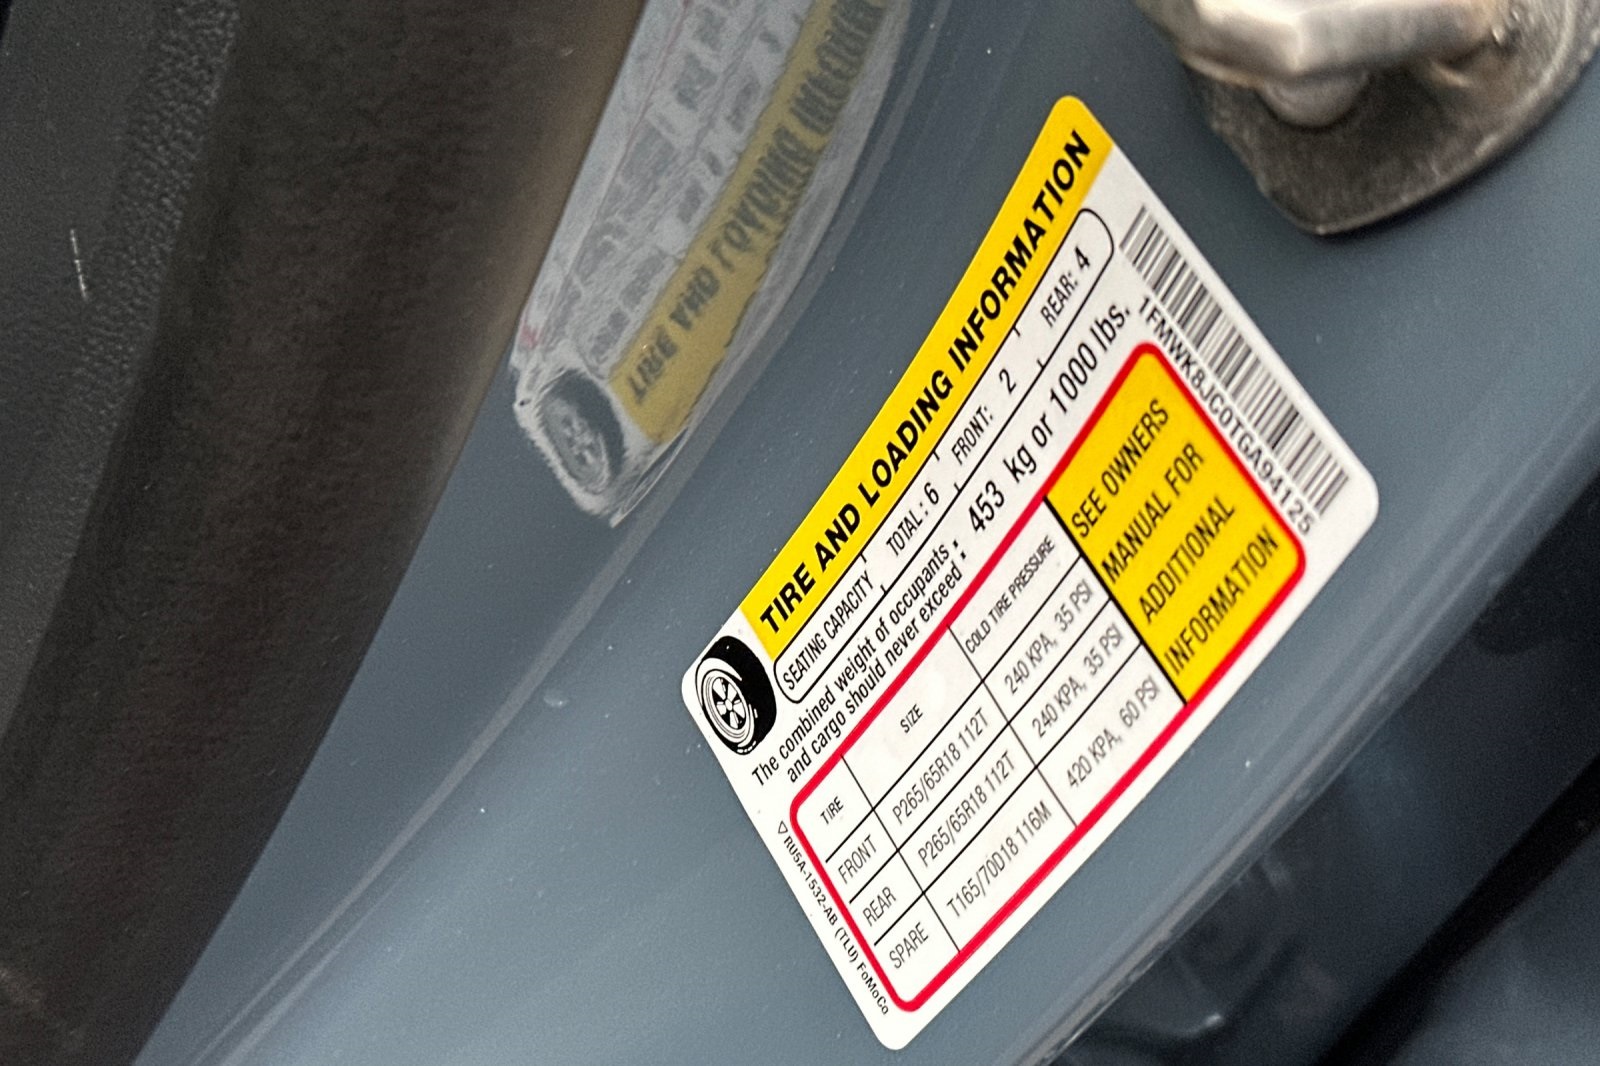 TIRE AND LOADING INFORMATION
SEATING CAPACITY TOTAL: 6 FRONT: 2 REAR: 4
The combined weight of occupants
and cargo should never exceed : 453 kg or 1000 lbs.
TIRE SIZE COLD TIRE PRESSURE
FRONT P265/65R18 112T 240 KPA, 35 PSI
REAR P265/65R18 112T 240 KPA, 35 PSI
SPARE T165/70D18 116M 420 KPA, 60 PSI
SEE OWNERS
MANUAL FOR
ADDITIONAL
INFORMATION
1FMWK8JC0TGA94125
RU5A-1532-AB (TLU) FoMoCo